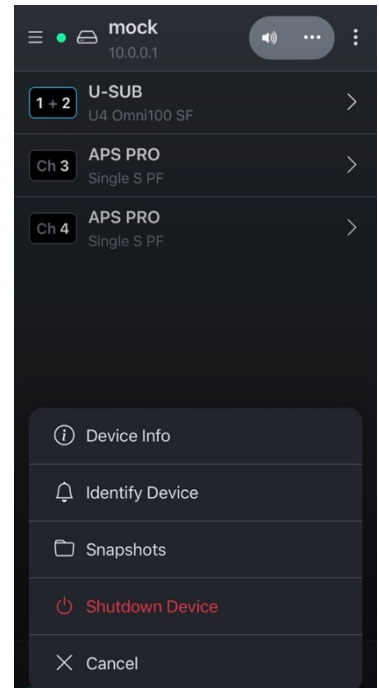 mock
10.0.0.1
1 + 2
U-SUB
U4 Omni100 SF
Ch 3
APS PRO
Single S PF
Ch 4
APS PRO
Single S PF
Device Info
Identify Device
Snapshots
Shutdown Device
Cancel